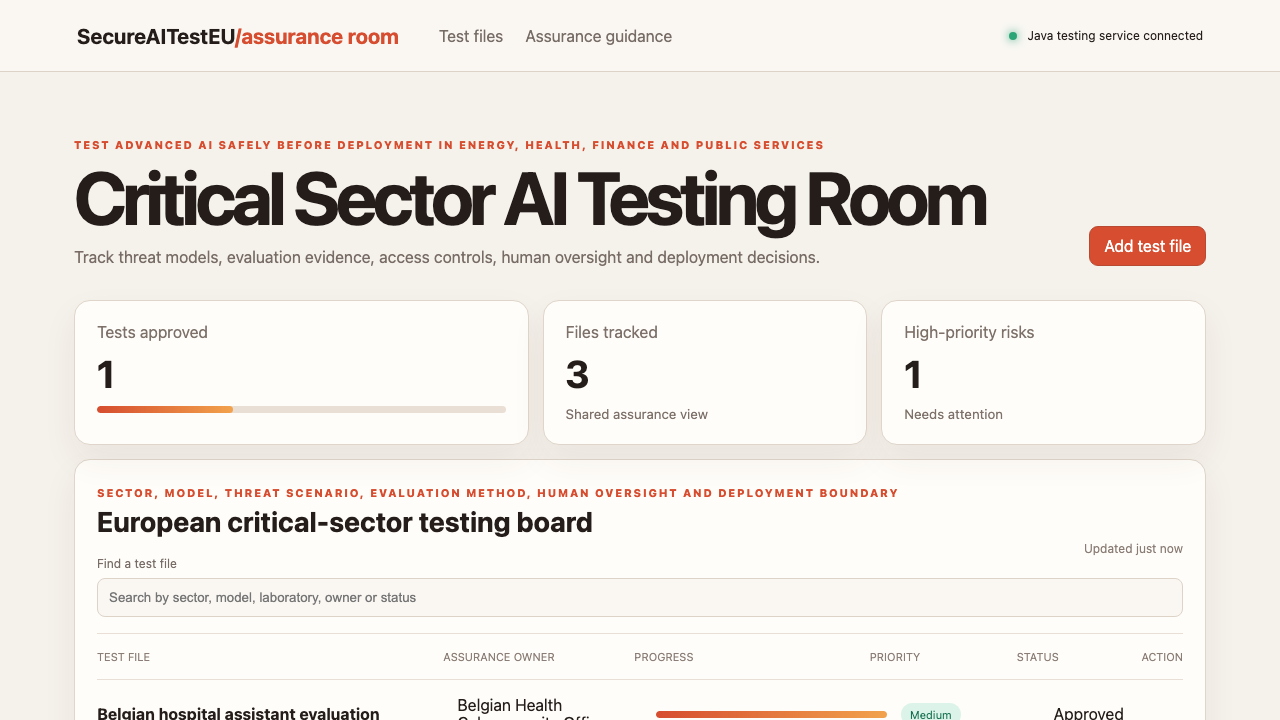 SecureAITestEU/assurance room
Test files
Assurance guidance
Java testing service connected
TEST ADVANCED AI SAFELY BEFORE DEPLOYMENT IN ENERGY, HEALTH, FINANCE AND PUBLIC SERVICES
Critical Sector AI Testing Room
Track threat models, evaluation evidence, access controls, human oversight and deployment decisions.
Add test file
Tests approved
1
Files tracked
3
Shared assurance view
High-priority risks
1
Needs attention
SECTOR, MODEL, THREAT SCENARIO, EVALUATION METHOD, HUMAN OVERSIGHT AND DEPLOYMENT BOUNDARY
European critical-sector testing board
Updated just now
Find a test file
Search by sector, model, laboratory, owner or status
TEST FILE ASSURANCE OWNER PROGRESS PRIORITY STATUS ACTION
Belgian hospital assistant evaluation
Belgian Health
Medium
Approved